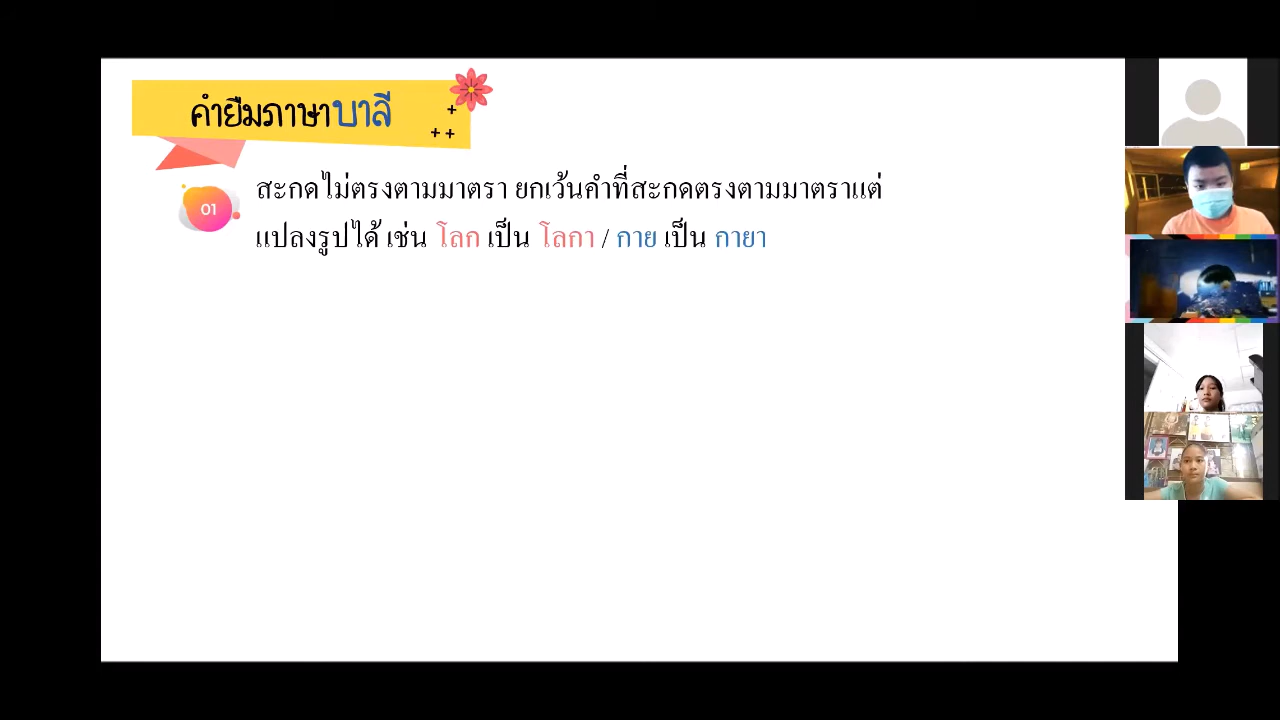 คำยืมภาษาบาลี
01
สะกดไม่ตรงตามมาตรา ยกเว้นคำที่สะกดตรงตามมาตราแต่
แปลงรูปได้ เช่น โลก เป็น โลกา / กาย เป็น กายา